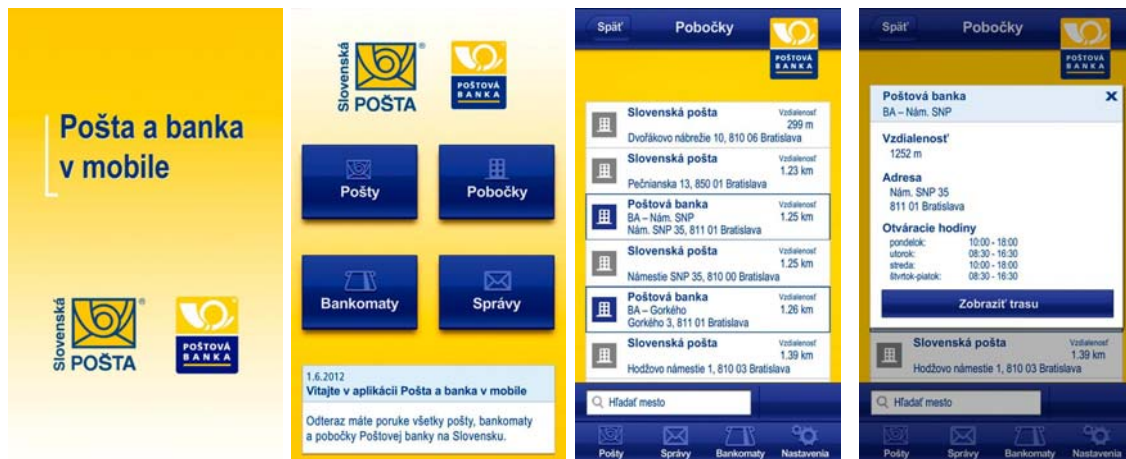 Pošta a banka
v mobile
Slovenská
POŠTA
POŠTOVÁ
BANKA
Slovenská
POŠTA
POŠTOVÁ
BANKA
Pošty
Pobočky
Bankomaty
Správy
1.6.2012
Vitajte v aplikácii Pošta a banka v mobile
Odteraz máte poruke všetky pošty, bankomaty
a pobočky Poštovej banky na Slovensku.
Späť
Pobočky
POŠTOVÁ
BANKA
Slovenská pošta
Vzdialenosť
299 m
Dvořákovo nábrežie 10, 810 06 Bratislava
Slovenská pošta
Vzdialenosť
1.23 km
Pečnianska 13, 850 01 Bratislava
Poštová banka
Vzdialenosť
BA – Nám. SNP
1.25 km
Nám. SNP 35, 811 01 Bratislava
Slovenská pošta
Vzdialenosť
1.25 km
Námestie SNP 35, 810 00 Bratislava
Poštová banka
Vzdialenosť
BA – Gorkého
1.26 km
Gorkého 3, 811 01 Bratislava
Slovenská pošta
Vzdialenosť
1.39 km
Hodžovo námestie 1, 810 03 Bratislava
Hľadať mesto
Pošty Správy Bankomaty Nastavenia
Späť
Pobočky
POŠTOVÁ
BANKA
Poštová banka
BA – Nám. SNP
Vzdialenosť
1252 m
Adresa
Nám. SNP 35
811 01 Bratislava
Otváracie hodiny
pondelok: 10:00 - 18:00
utorok: 08:30 - 16:30
streda: 10:00 - 18:00
štvrtok-piatok: 08:30 - 16:30
Zobraziť trasu
Slovenská pošta
Vzdialenosť
1.39 km
Hodžovo námestie 1, 810 03 Bratislava
Hľadať mesto
Pošty Správy Bankomaty Nastavenia